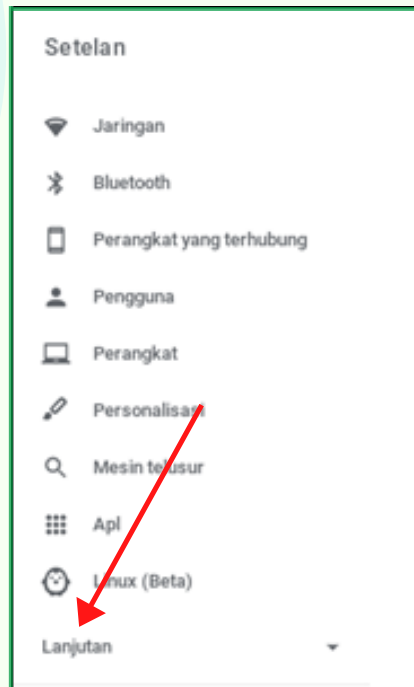 Setelan
Jaringan
Bluetooth
Perangkat yang terhubung
Pengguna
Perangkat
Personalisasi
Mesin telusur
Apl
Linux (Beta)
Lanjutan